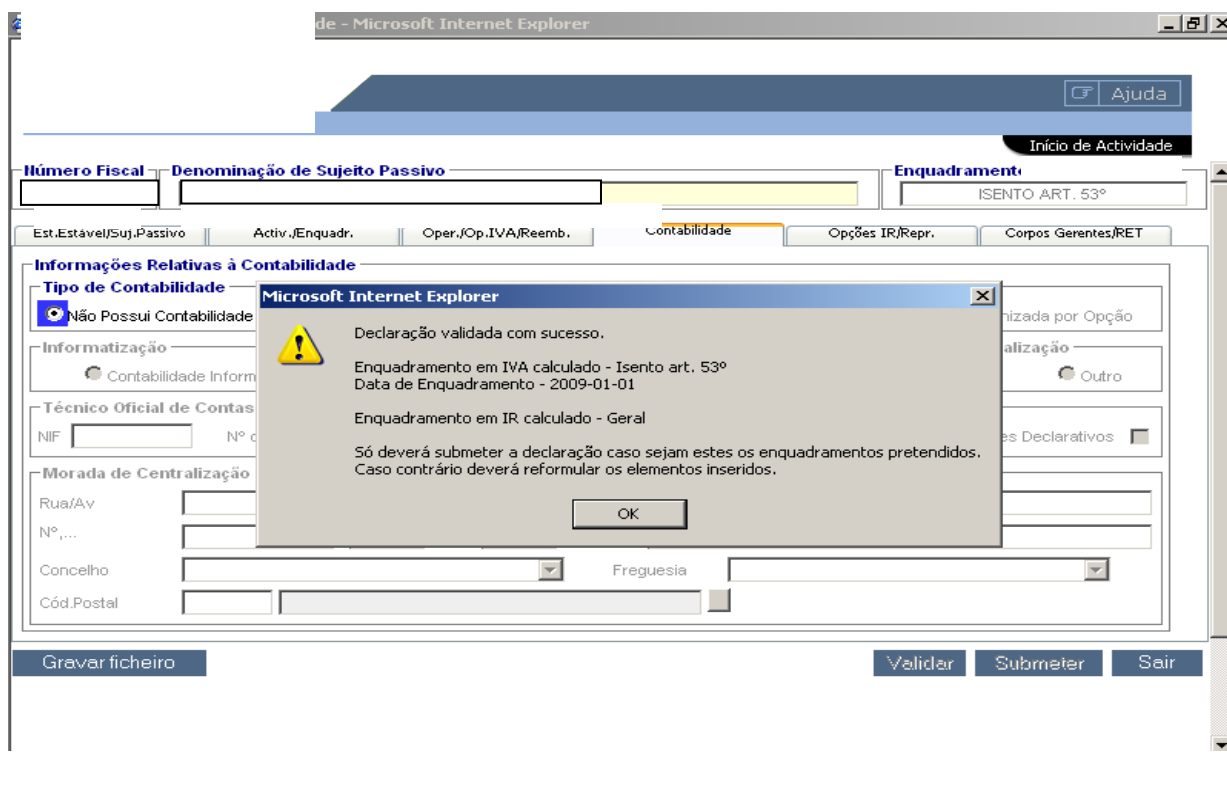 de - Microsoft Internet Explorer
Ajuda
Início de Actividade
Número Fiscal
Denominação de Sujeito Passivo
Enquadrament
ISENTO ART. 53º
Est.Estável/Suj.Passivo
Activ./Enquadr.
Oper./Op.IVA/Reemb.
Contabilidade
Opções IR/Repr.
Corpos Gerentes/RET
Informações Relativas à Contabilidade
Tipo de Contabilidade
Não Possui Contabilidade
nizada por Opção
Microsoft Internet Explorer
Declaração validada com sucesso.
Enquadramento em IVA calculado - Isento art. 53º
Data de Enquadramento - 2009-01-01
Enquadramento em IR calculado - Geral
Só deverá submeter a declaração caso sejam estes os enquadramentos pretendidos.
Caso contrário deverá reformular os elementos inseridos.
OK
Informatização
alização
Contabilidade Inform
Outro
Técnico Oficial de Contas
NIF
Nº
es Declarativos
Morada de Centralização
Rua/Av
Nº,...
Concelho
Freguesia
Cód.Postal
Gravar ficheiro
Validar
Submeter
Sair